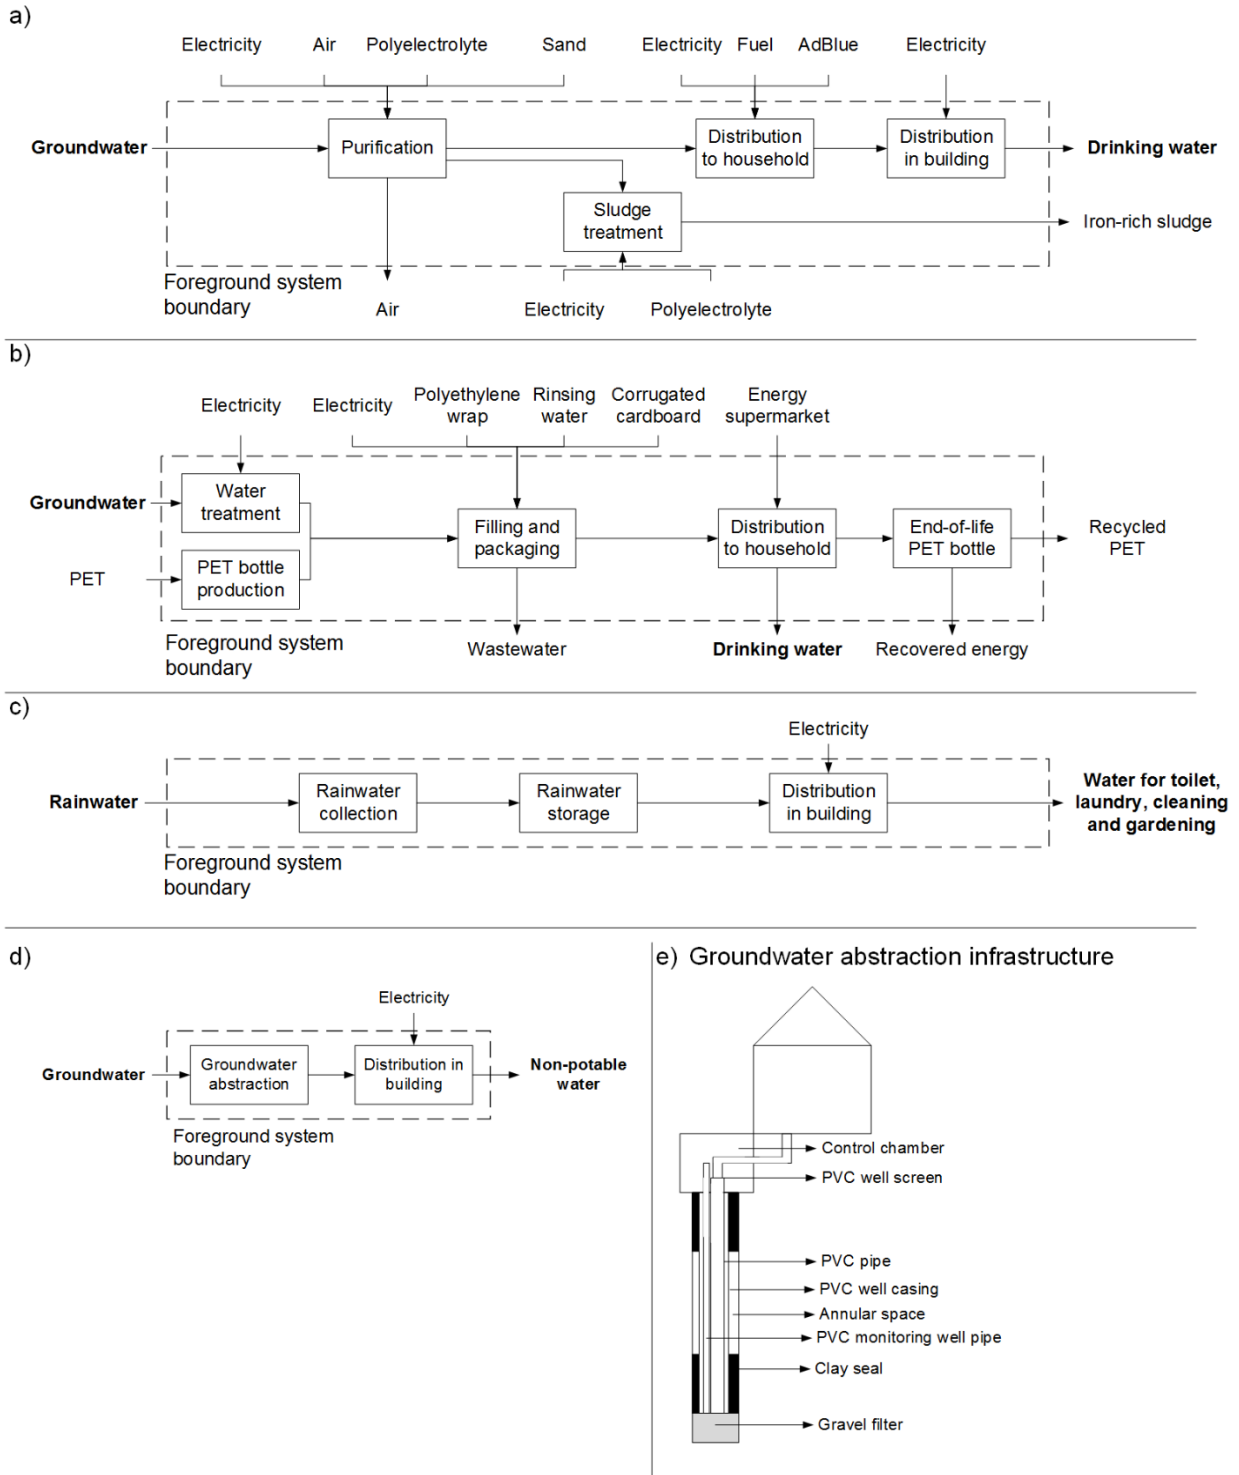 a)
Electricity
Air
Polyelectrolyte
Sand
Electricity
Fuel
AdBlue
Electricity
Groundwater
Purification
Distribution
to household
Distribution
in building
Drinking water
Sludge
treatment
Iron-rich sludge
Foreground system
boundary
Air
Electricity
Polyelectrolyte
b)
Electricity
Electricity
Polyethylene
wrap
Rinsing
water
Corrugated
cardboard
Energy
supermarket
Groundwater
Water
treatment
PET
PET bottle
production
Filling and
packaging
Distribution
to household
End-of-life
PET bottle
Recycled
PET
Foreground system
boundary
Wastewater
Drinking water
Recovered energy
c)
Electricity
Rainwater
Rainwater
collection
Rainwater
storage
Distribution
in building
Water for toilet,
laundry, cleaning
and gardening
Foreground system
boundary
d)
Electricity
Groundwater
Groundwater
abstraction
Distribution in
building
Non-potable
water
Foreground system
boundary
e) Groundwater abstraction infrastructure
Control chamber
PVC well screen
PVC pipe
PVC well casing
Annular space
PVC monitoring well pipe
Clay seal
Gravel filter